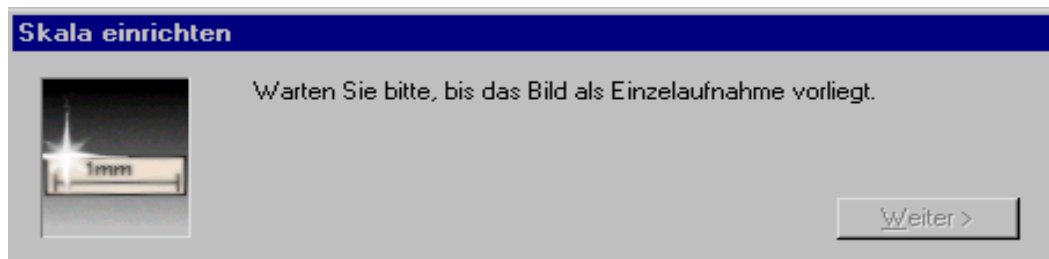 Skala einrichten
Warten Sie bitte, bis das Bild als Einzelaufnahme vorliegt.
1mm
Weiter >